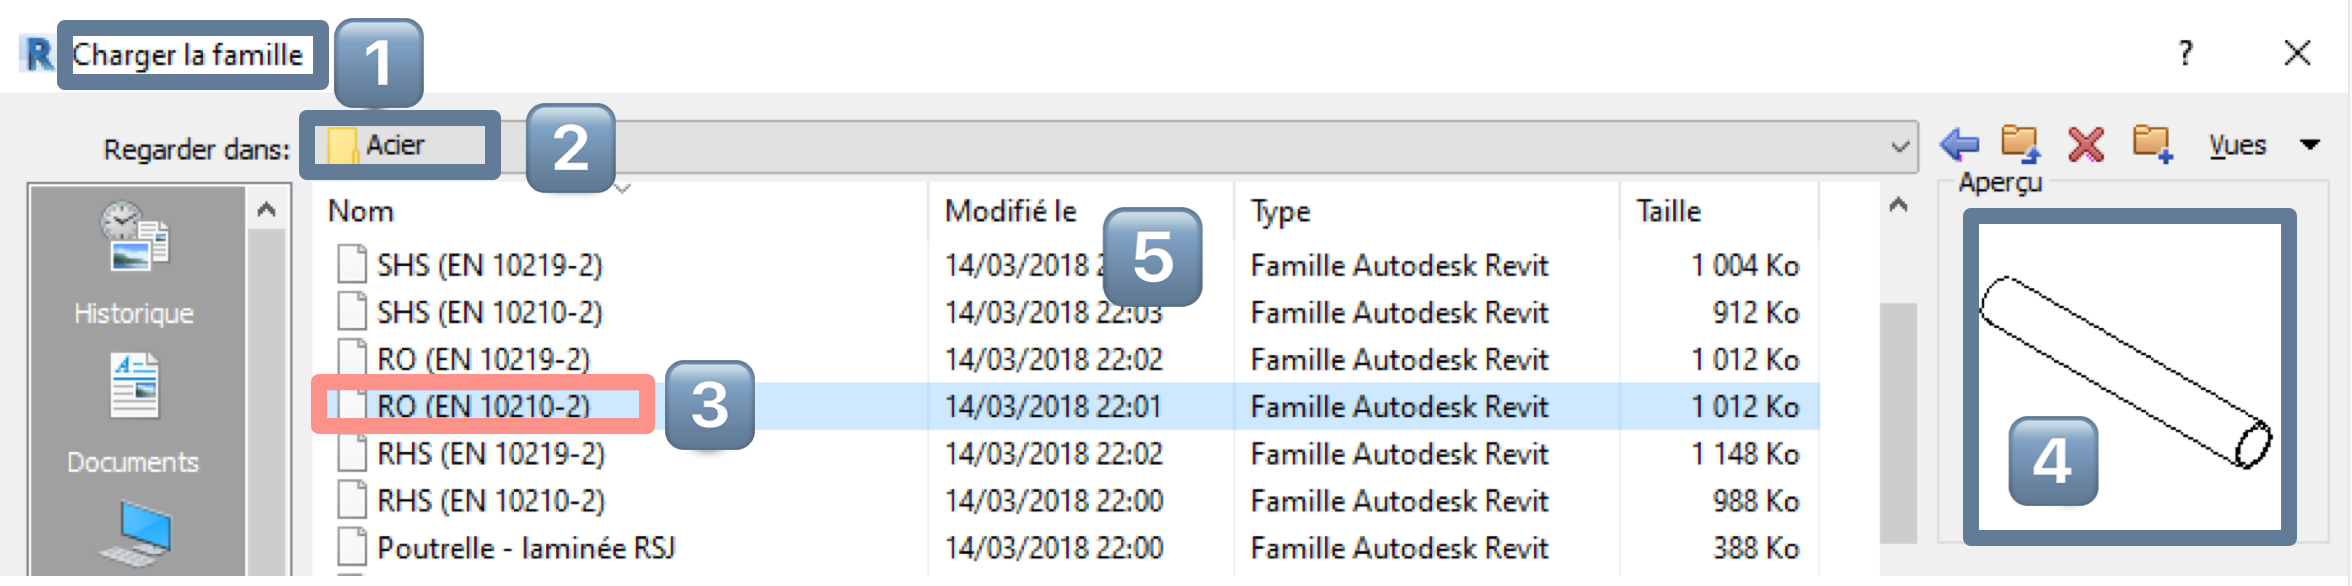 R Charger la famille 1 ? X
Regarder dans: Acier 2 Vues
Aperçu
Nom Modifié le Type Taille
SHS (EN 10219-2) 14/03/2018 2 5 Famille Autodesk Revit 1 004 Ko
Historique
SHS (EN 10210-2) 14/03/2018 22:03 Famille Autodesk Revit 912 Ko
RO (EN 10219-2) 14/03/2018 22:02 Famille Autodesk Revit 1 012 Ko
RO (EN 10210-2) 3 14/03/2018 22:01 Famille Autodesk Revit 1 012 Ko
Documents
RHS (EN 10219-2) 14/03/2018 22:02 Famille Autodesk Revit 1 148 Ko
4
RHS (EN 10210-2) 14/03/2018 22:00 Famille Autodesk Revit 988 Ko
Poutrelle - laminée RSJ 14/03/2018 22:00 Famille Autodesk Revit 388 Ko